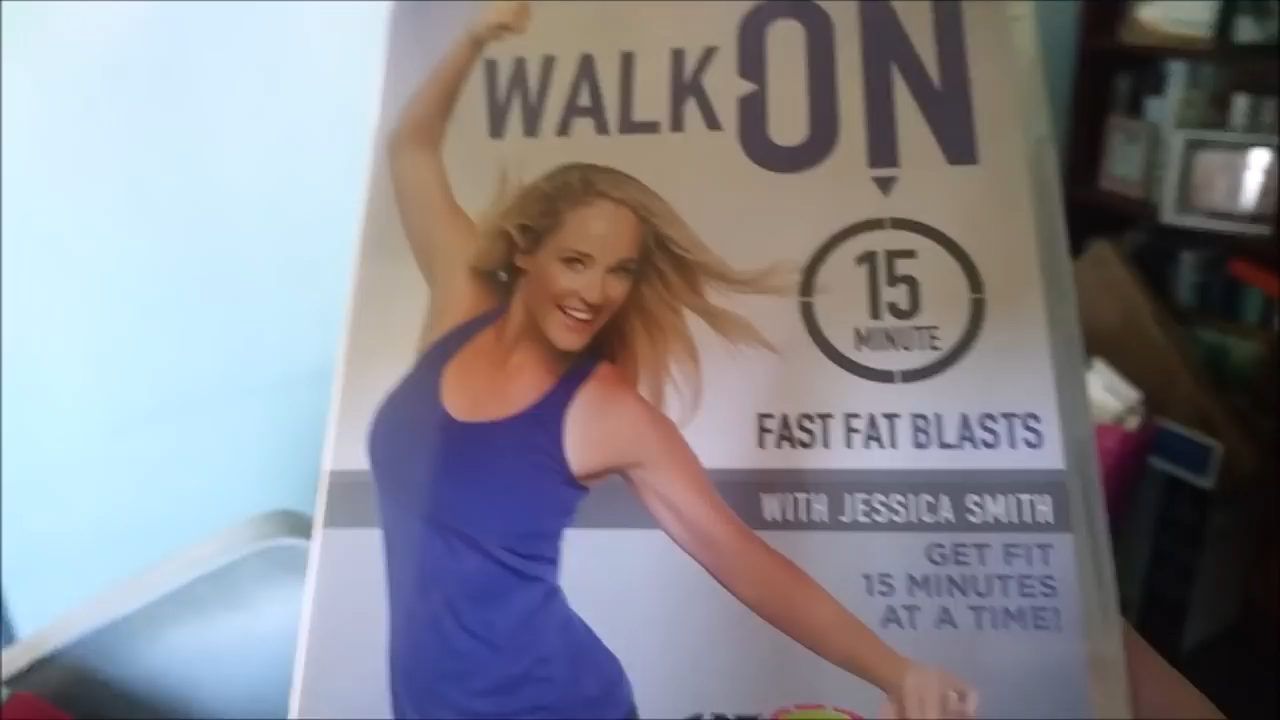 WALK ON
15
MINUTE
FAST FAT BLASTS
WITH JESSICA SMITH
GET FIT
15 MINUTES
AT A TIME!